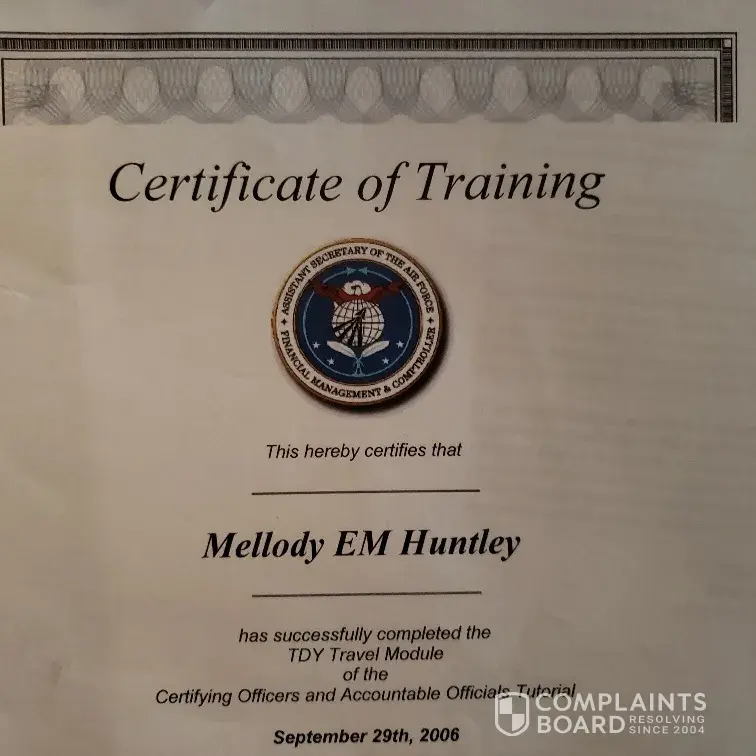 Certificate of Training
ASSISTANT SECRETARY OF THE AIR FORCE
FINANCIAL MANAGEMENT & COMPTROLLER
This hereby certifies that
Mellody EM Huntley
has successfully completed the
TDY Travel Module
of the
Certifying Officers and Accountable Officials Tutorial
September 29th, 2006
COMPLAINTS
BOARD RESOLVING
SINCE 2004